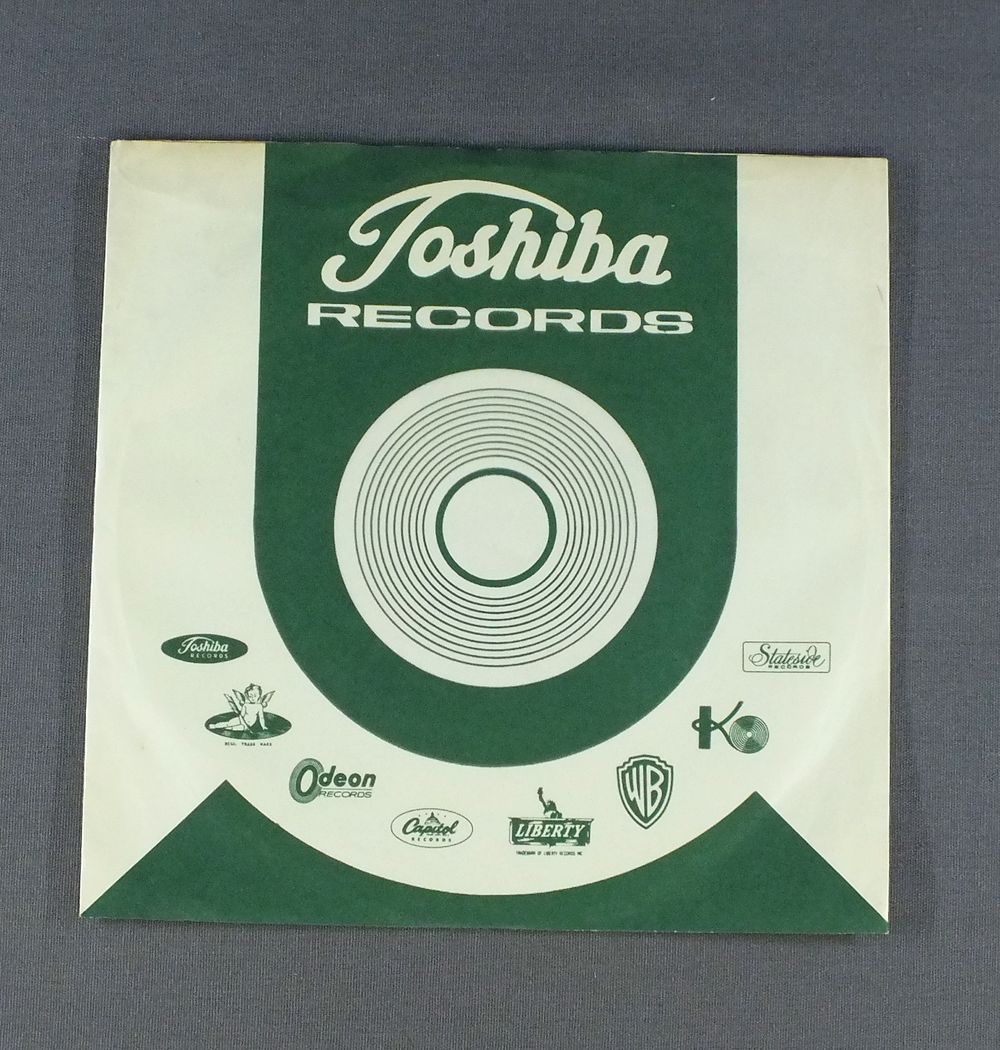 Toshiba
RECORDS
Toshiba
RECORDS
REGD. TRADE MARK
Odeon
RECORDS
Capitol
RECORDS
LIBERTY
TRADEMARK OF LIBERTY RECORDS INC
WB
K
Stateside
RECORDS